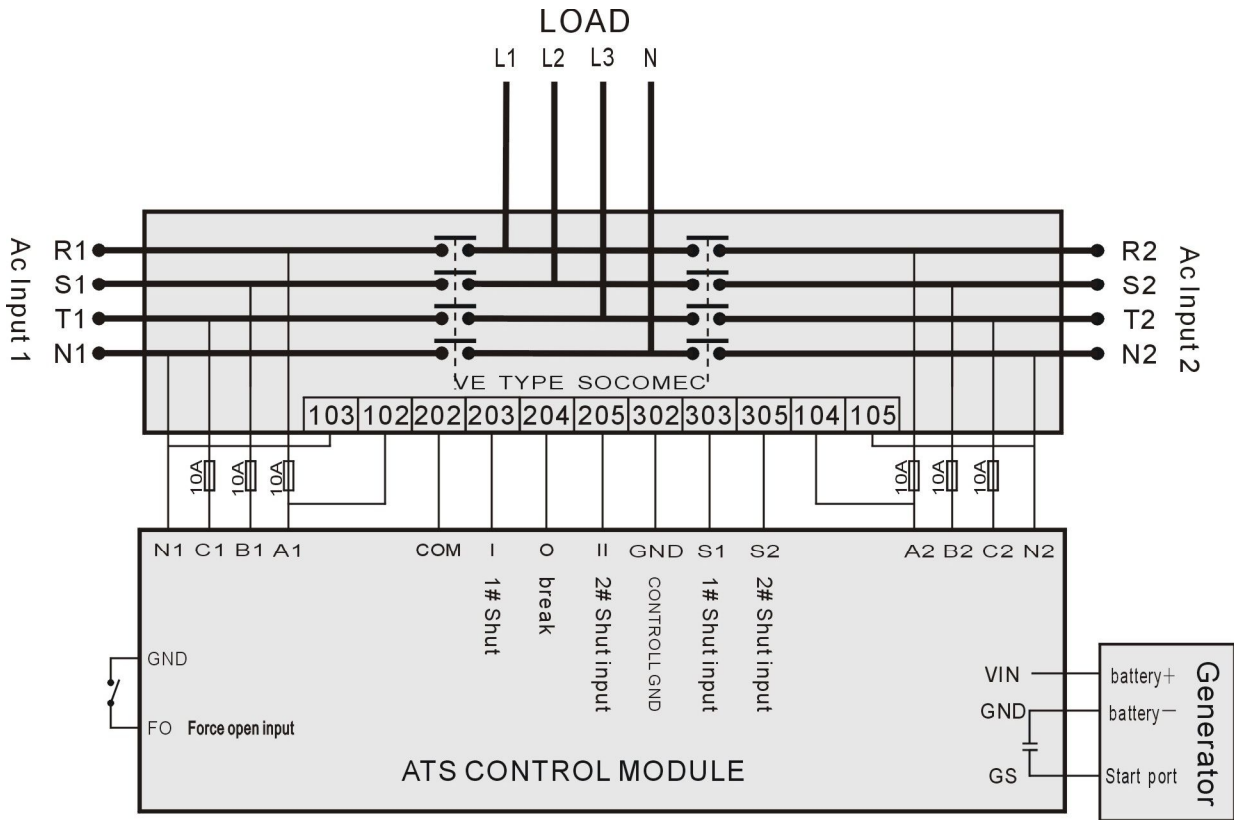 LOAD
L1 L2 L3 N
Ac Input 1
R1
S1
T1
N1
R2
S2
T2
N2
Ac Input 2
VE TYPE SOCOMEC
103 102 202 203 204 205 302 303 305 104 105
10A 10A 10A 10A 10A 10A
N1 C1 B1 A1 COM I O II GND S1 S2 A2 B2 C2 N2
1# Shut
break
2# Shut input
CONTROLL GND
1# Shut input
2# Shut input
GND
FO Force open input
VIN
GND
GS
battery+
battery−
Start port
Generator
ATS CONTROL MODULE